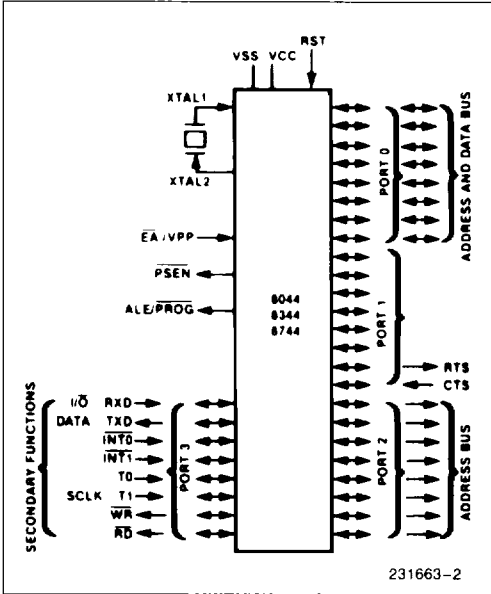 RST
VSS VCC
XTAL1
XTAL2
EA/VPP
PSEN
ALE/PROG
8044
8344
8744
PORT 0
ADDRESS AND DATA BUS
PORT 1
RTS
CTS
SECONDARY FUNCTIONS
I/O RXD
DATA TXD
INT0
INT1
T0
SCLK T1
WR
RD
PORT 3
PORT 2
ADDRESS BUS
231663-2